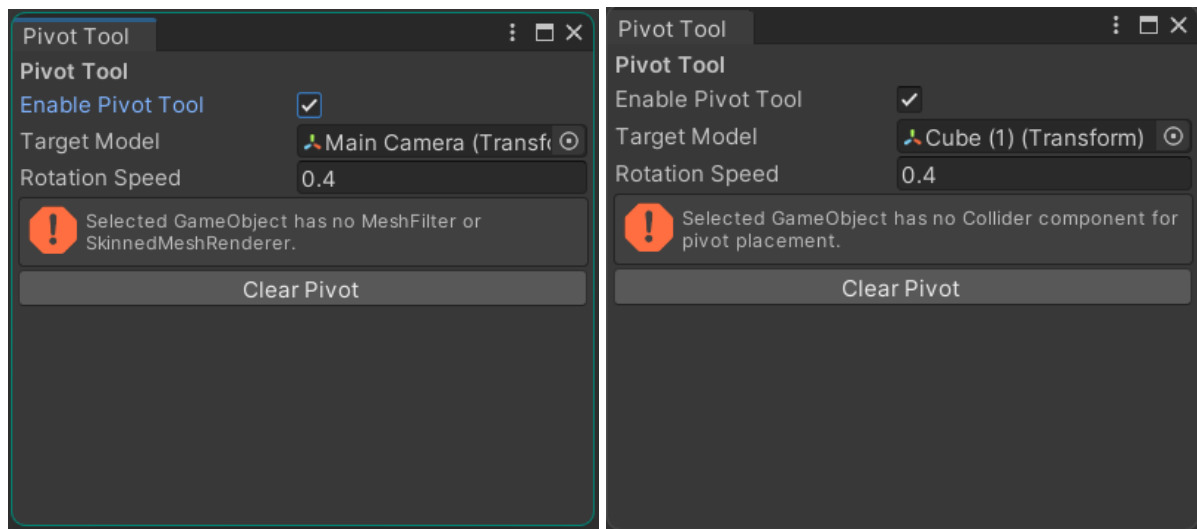 Pivot Tool
Pivot Tool
Enable Pivot Tool
Target Model
Main Camera (Transf
Rotation Speed
0.4
Selected GameObject has no MeshFilter or
SkinnedMeshRenderer.
Clear Pivot
Pivot Tool
Pivot Tool
Enable Pivot Tool
Target Model
Cube (1) (Transform)
Rotation Speed
0.4
Selected GameObject has no Collider component for
pivot placement.
Clear Pivot